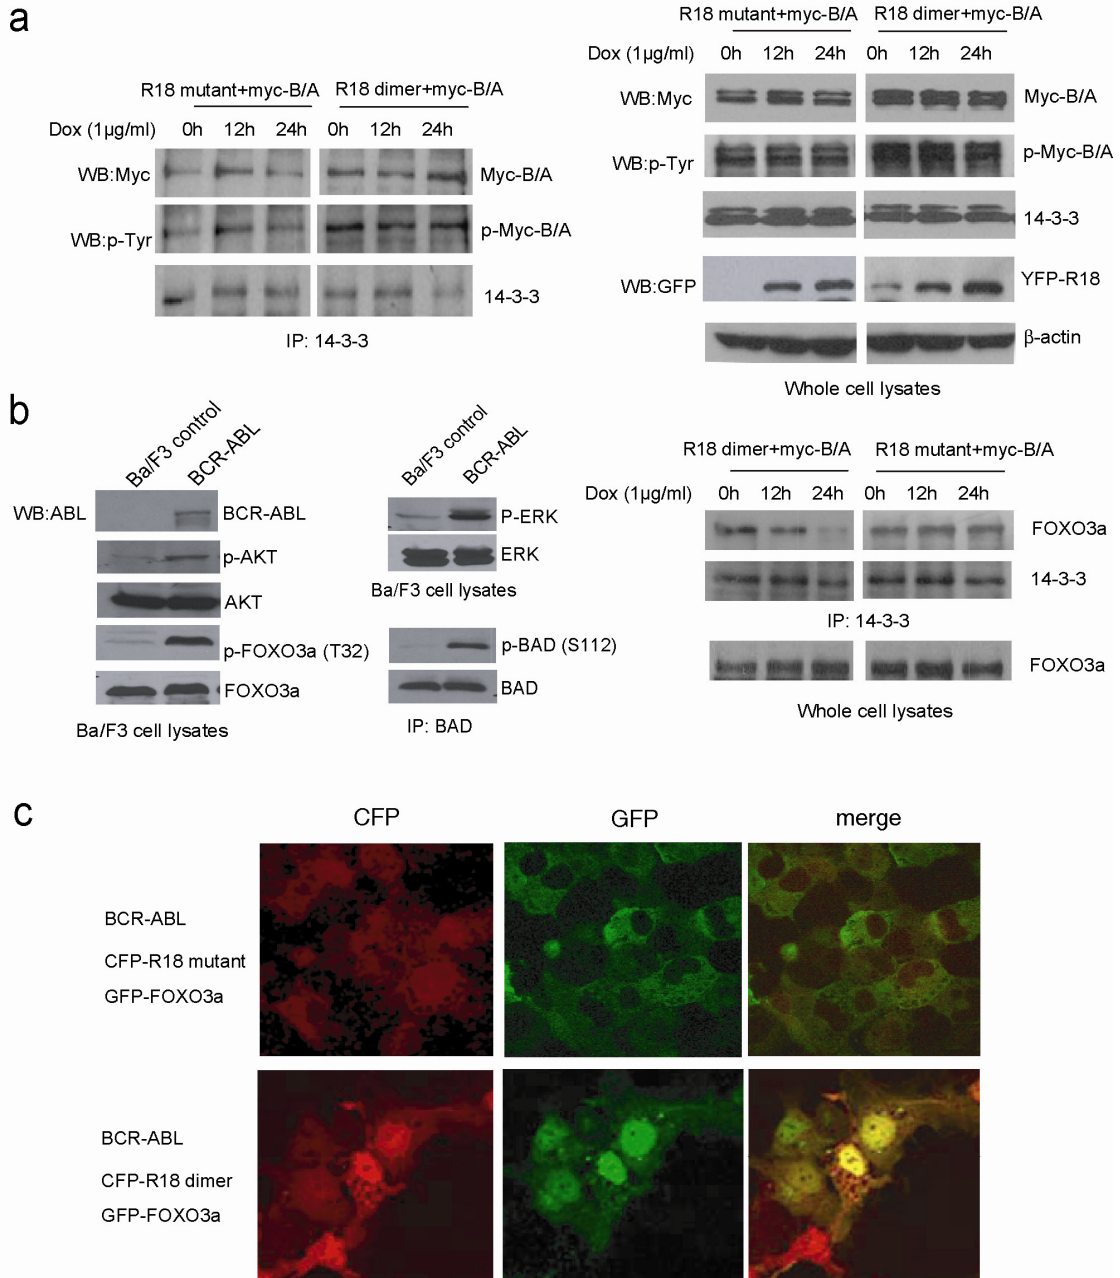 a
R18 mutant+myc-B/A R18 dimer+myc-B/A
Dox (1µg/ml) 0h 12h 24h 0h 12h 24h
WB:Myc Myc-B/A
WB:p-Tyr p-Myc-B/A
14-3-3
IP: 14-3-3
R18 mutant+myc-B/A R18 dimer+myc-B/A
Dox (1µg/ml) 0h 12h 24h 0h 12h 24h
WB:Myc Myc-B/A
WB:p-Tyr p-Myc-B/A
14-3-3
WB:GFP YFP-R18
β-actin
Whole cell lysates
b
Ba/F3 control
BCR-ABL
WB:ABL BCR-ABL
p-AKT
AKT
p-FOXO3a (T32)
FOXO3a
Ba/F3 cell lysates
Ba/F3 control
BCR-ABL
P-ERK
ERK
Ba/F3 cell lysates
p-BAD (S112)
BAD
IP: BAD
R18 dimer+myc-B/A R18 mutant+myc-B/A
Dox (1µg/ml) 0h 12h 24h 0h 12h 24h
FOXO3a
14-3-3
IP: 14-3-3
FOXO3a
Whole cell lysates
c
CFP GFP merge
BCR-ABL
CFP-R18 mutant
GFP-FOXO3a
BCR-ABL
CFP-R18 dimer
GFP-FOXO3a